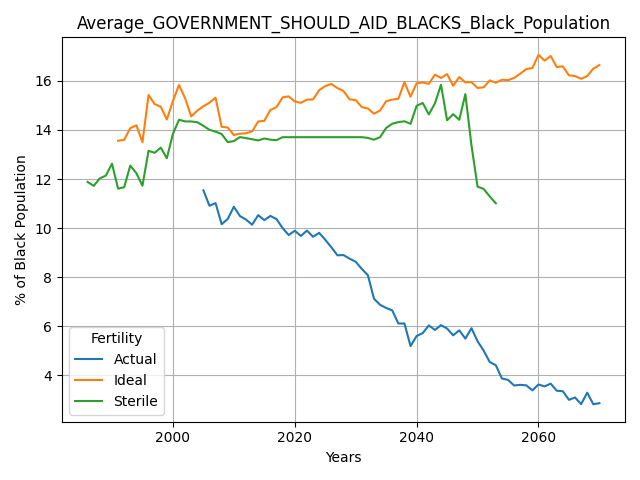 Average_GOVERNMENT_SHOULD_AID_BLACKS_Black_Population
% of Black Population
16
14
12
10
8
6
4
Fertility
Actual
Ideal
Sterile
2000
2020
2040
2060
Years